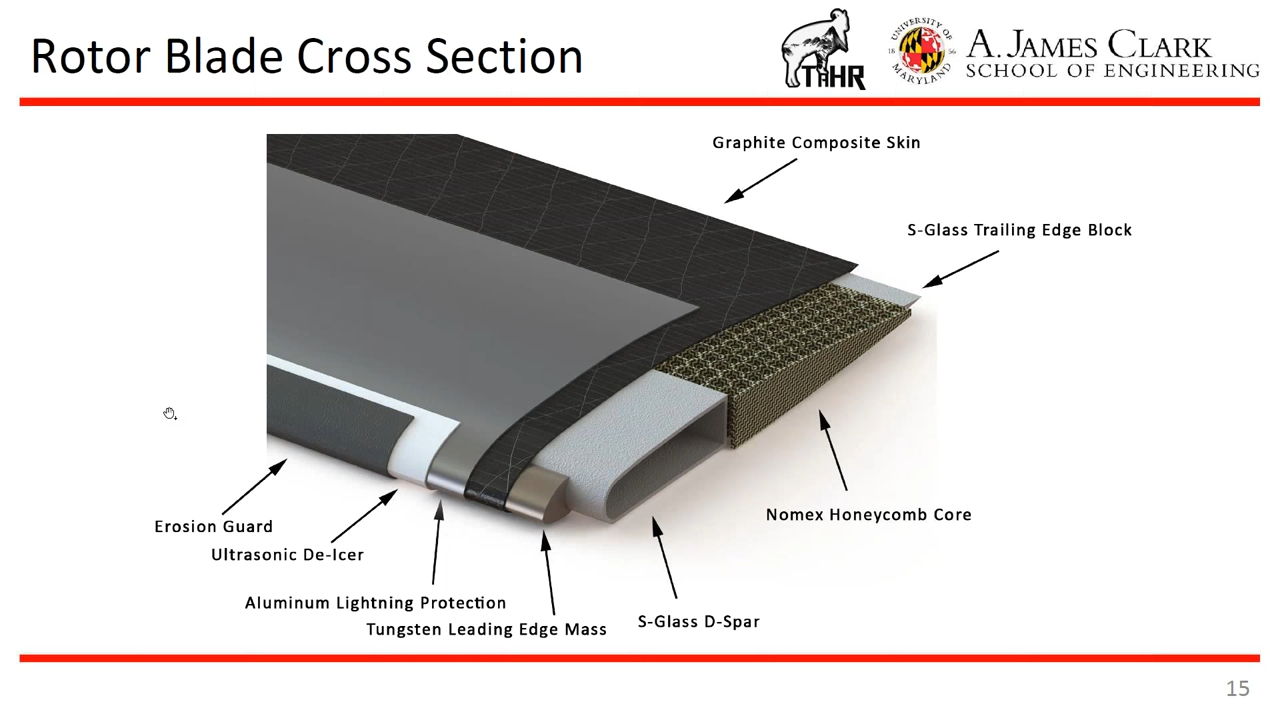 Rotor Blade Cross Section
TAHR
UNIVERSITY OF
18 56
MARYLAND
A. JAMES CLARK
SCHOOL OF ENGINEERING
Graphite Composite Skin
S-Glass Trailing Edge Block
Nomex Honeycomb Core
Erosion Guard
Ultrasonic De-Icer
Aluminum Lightning Protection
Tungsten Leading Edge Mass
S-Glass D-Spar
15